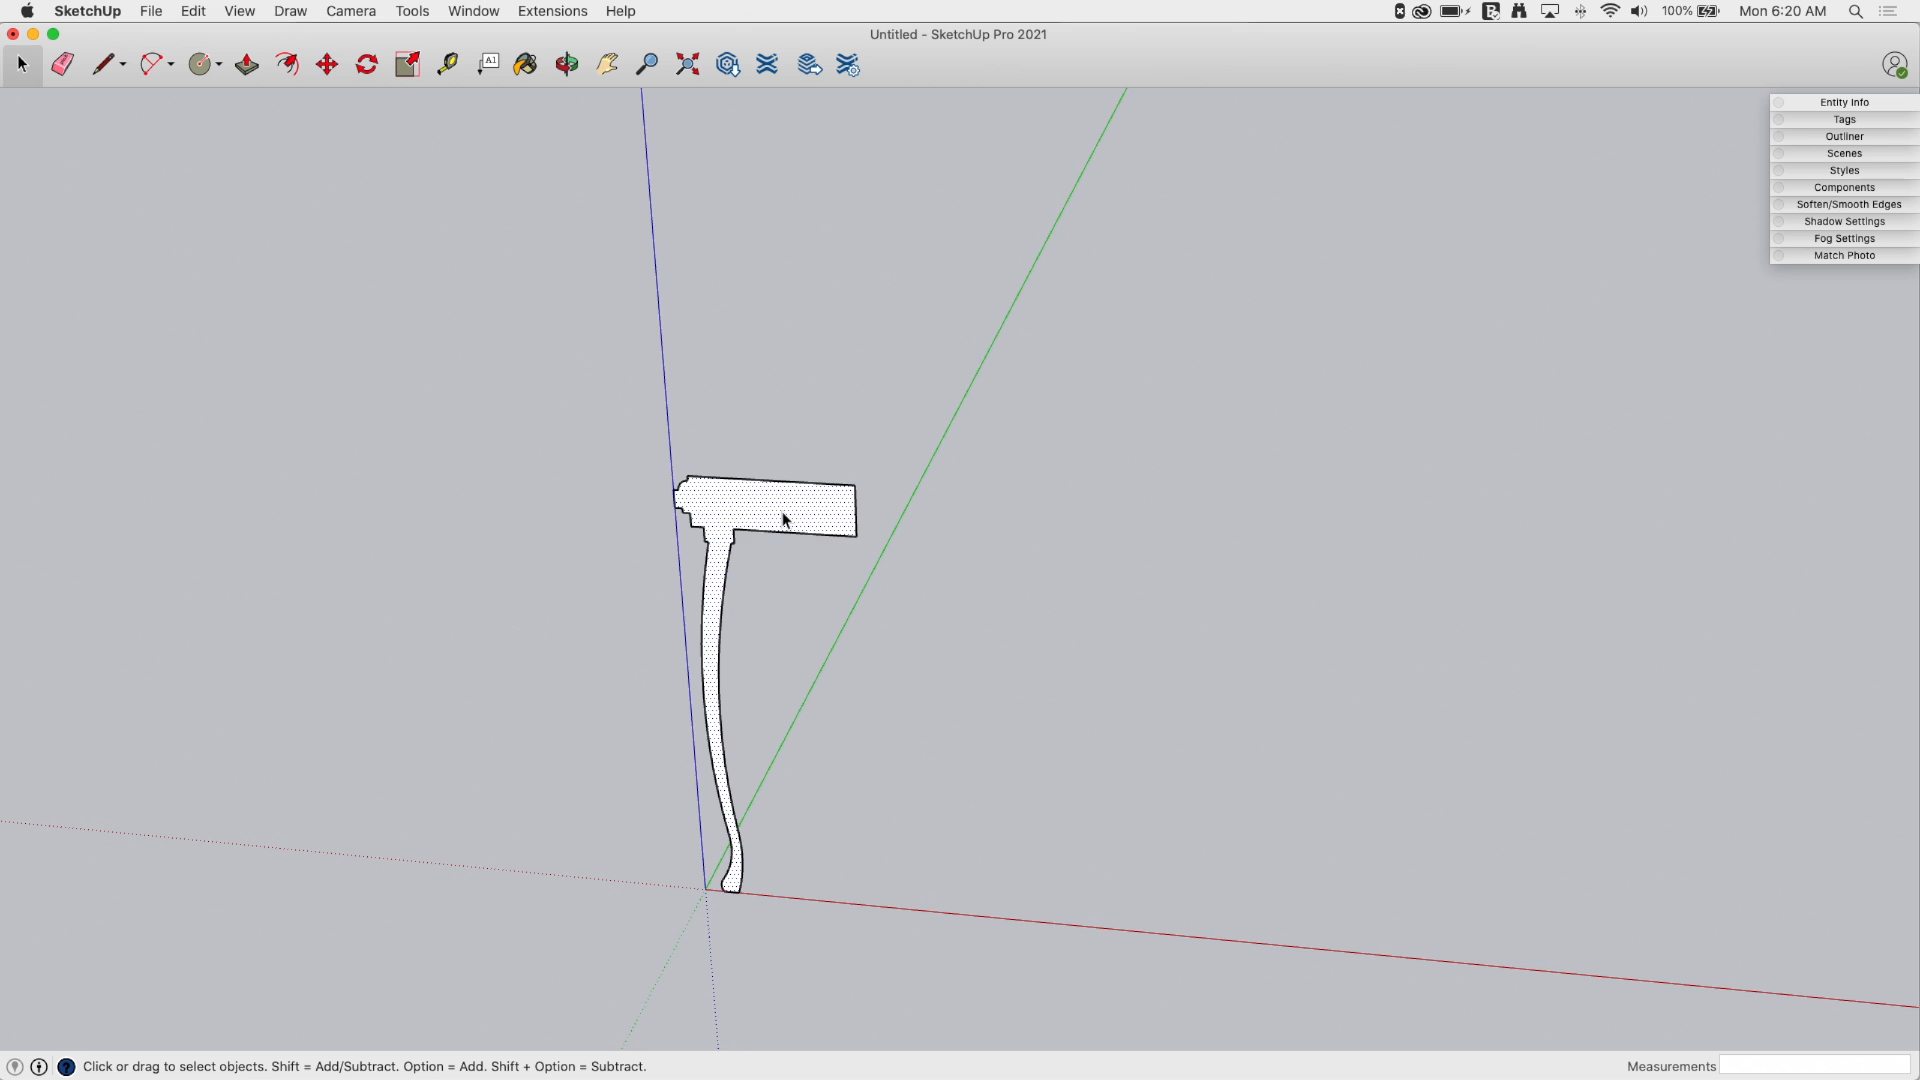 SketchUp File Edit View Draw Camera Tools Window Extensions Help
100% Mon 6:20 AM
Untitled - SketchUp Pro 2021
A1
Entity Info
Tags
Outliner
Scenes
Styles
Components
Soften/Smooth Edges
Shadow Settings
Fog Settings
Match Photo
Click or drag to select objects. Shift = Add/Subtract. Option = Add. Shift + Option = Subtract.
Measurements